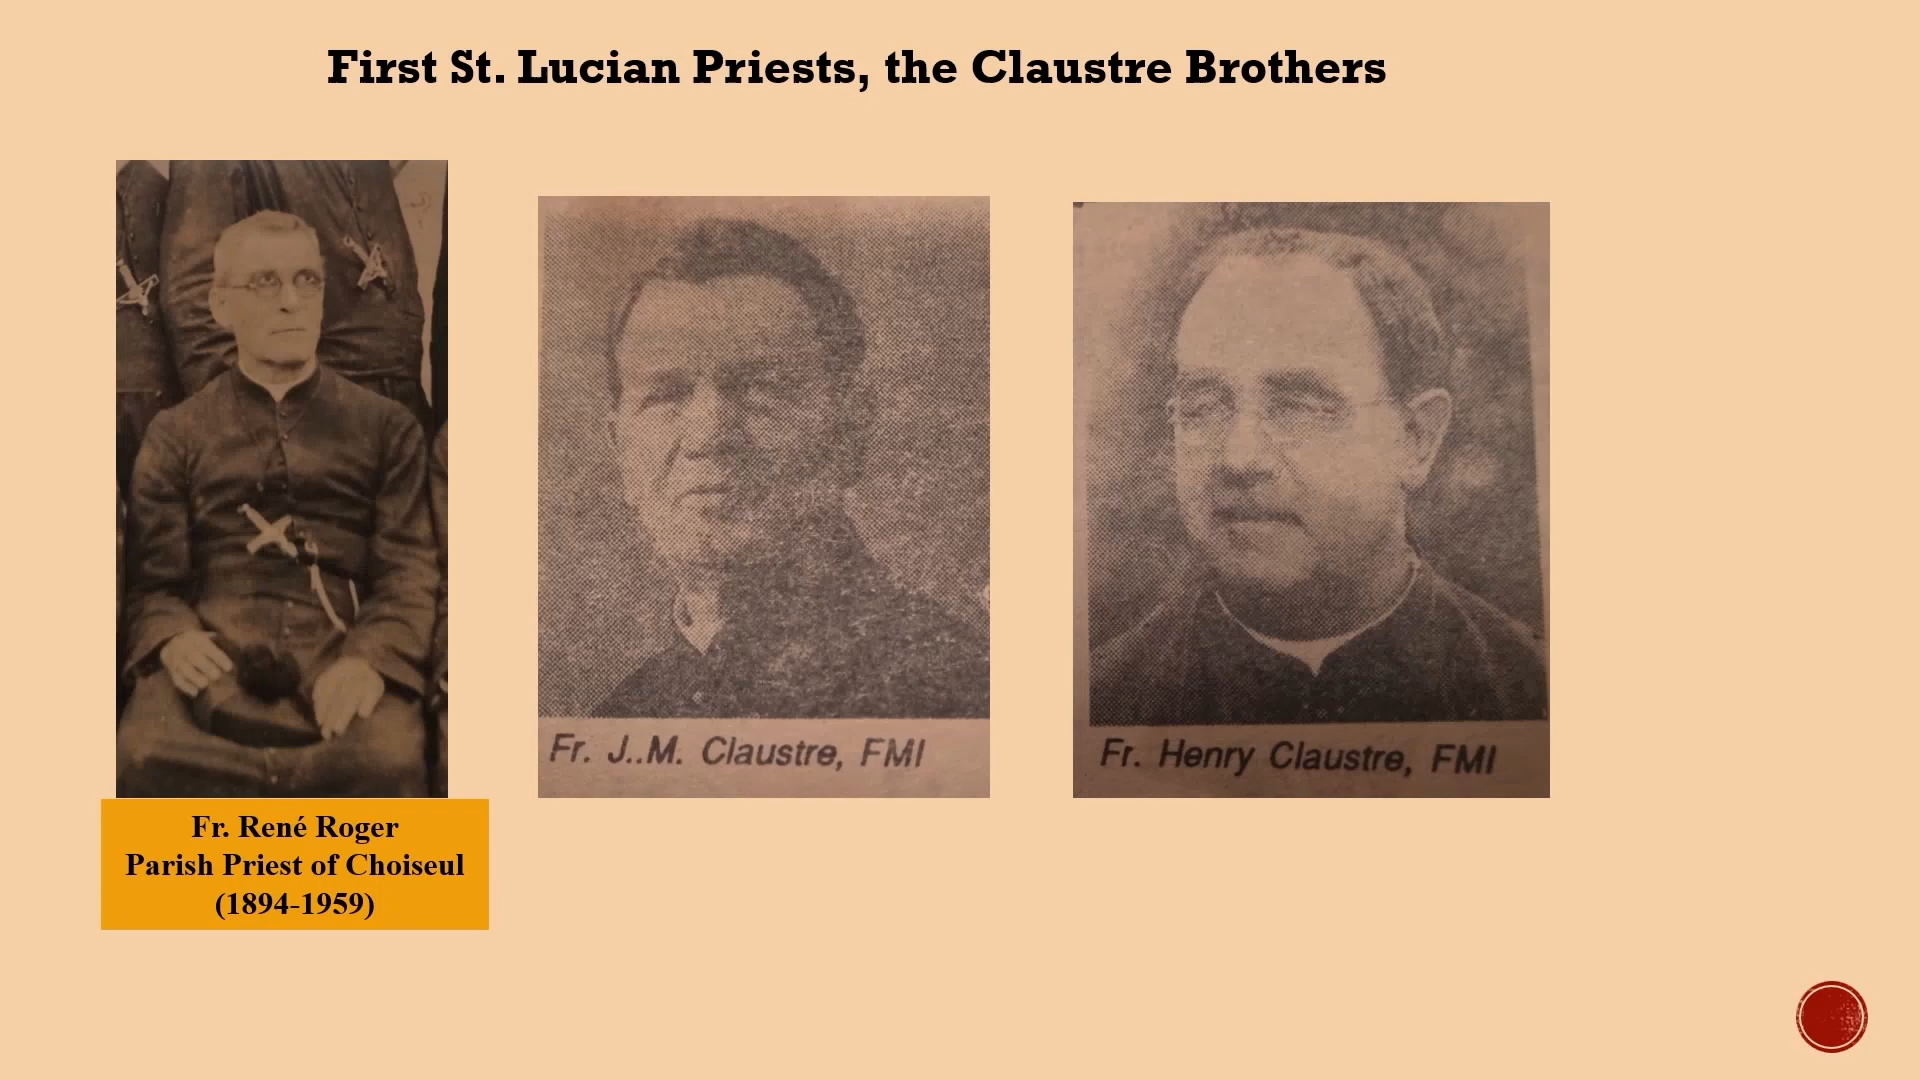 First St. Lucian Priests, the Claustre Brothers
Fr. J..M. Claustre, FMI
Fr. Henry Claustre, FMI
Fr. René Roger
Parish Priest of Choiseul
(1894-1959)